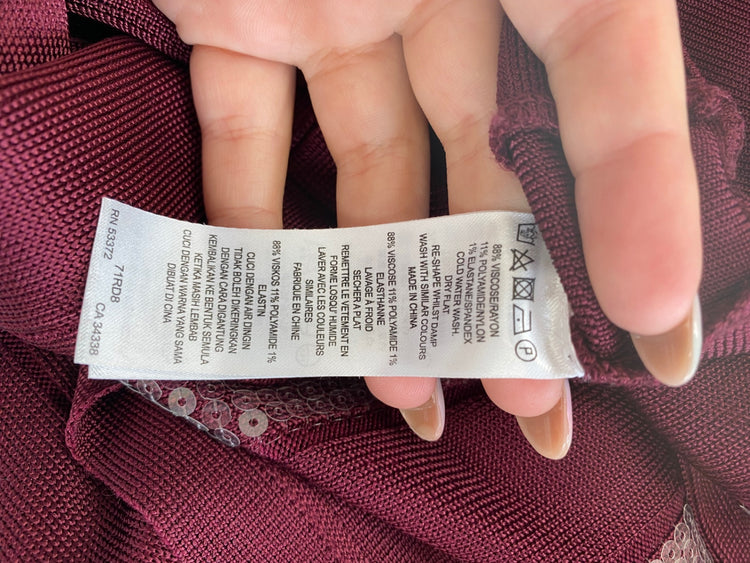 P
88% VISCOSE/RAYON
11% POLYAMIDE/NYLON
1% ELASTANE/SPANDEX
COLD WATER WASH.
DRY FLAT
RE-SHAPE WHILST DAMP
WASH WITH SIMILAR COLOURS
MADE IN CHINA
88% VISCOSE 11% POLYAMIDE 1%
ELASTHANNE
LAVAGE À FROID
SECHER A PLAT
REMETTRE LE VETEMENT EN
FORME LOSQU' HUMIDE
LAVER AVEC LES COULEURS
SIMILAIRES
FABRIQUE EN CHINE
88% VISKOS 11% POLYAMIDE 1%
ELASTIN
CUCI DENGAN AIR DINGIN
TIDAK BOLEH DIKERINGKAN
DENGAN CARA DIGANTUNG
KEMBALIKAN KE BENTUK SEMULA
KETIKA MASIH LEMBAB
CUCI DENGAN WARNA YANG SAMA
DIBUAT DI CINA
RN 53372 71RD8 CA 34338